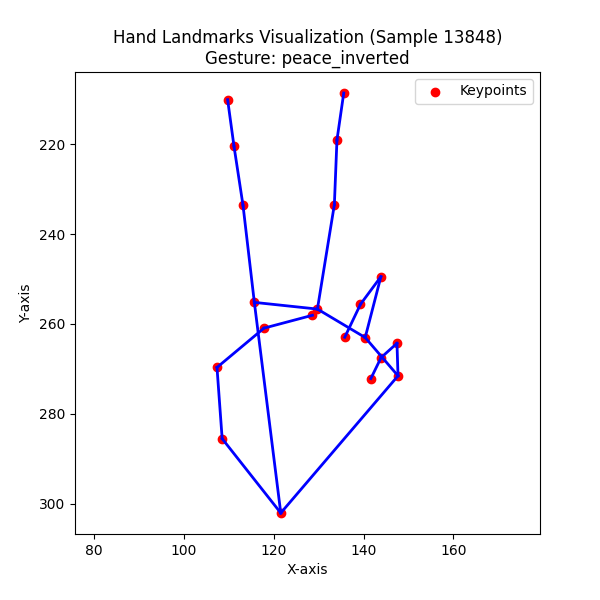 Hand Landmarks Visualization (Sample 13848)
Gesture: peace_inverted
Keypoints
220
240
260
280
300
Y-axis
80
100
120
140
160
X-axis